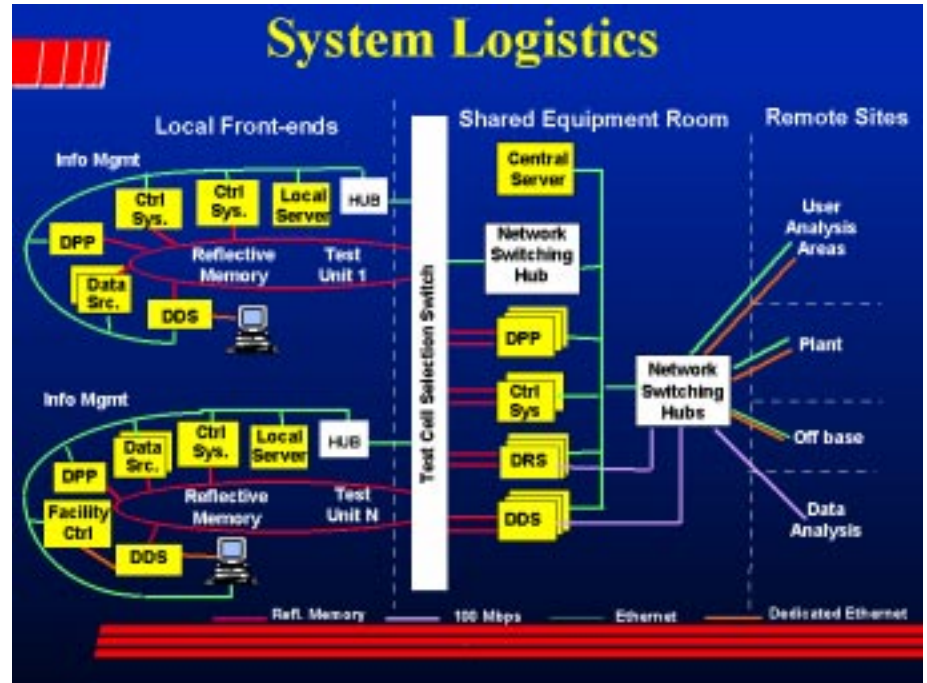 System Logistics
Local Front-ends
Shared Equipment Room
Remote Sites
Info Mgmt
Ctrl
Sys.
Ctrl
Sys.
Local
Server
HUB
DPP
Reflective
Memory
Test
Unit 1
Data
Src.
DDS
Info Mgmt
Data
Src.
Ctrl
Sys.
Local
Server
HUB
DPP
Reflective
Memory
Test
Unit N
Facility
Ctrl
DDS
Test Cell Selection Switch
Central
Server
Network
Switching
Hub
DPP
Ctrl
Sys
DRS
DDS
Network
Switching
Hubs
User
Analysis
Areas
Plant
Off base
Data
Analysis
Refl. Memory
100 Mbps
Ethernet
Dedicated Ethernet